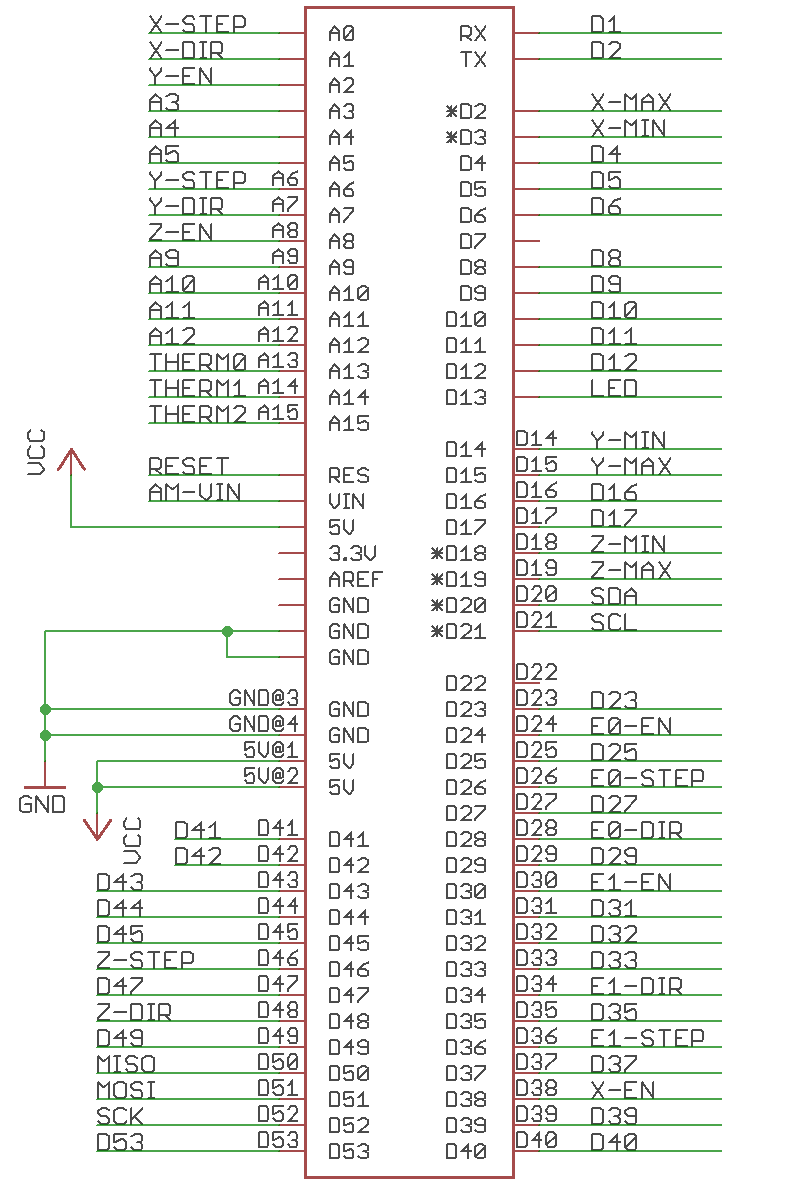 X-STEP A0 RX D1
X-DIR A1 TX D2
Y-EN A2
A3 A3 *D2 X-MAX
A4 A4 *D3 X-MIN
A5 A5 D4 D4
Y-STEP A6 A6 D5 D5
Y-DIR A7 A7 D6 D6
Z-EN A8 A8 D7
A9 A9 A9 D8 D8
A10 A10 A10 D9 D9
A11 A11 A11 D10 D10
A12 A12 A12 D11 D11
THERM0 A13 A13 D12 D12
THERM1 A14 A14 D13 LED
THERM2 A15 A15
VCC D14 D14 Y-MIN
RESET RES D15 D15 Y-MAX
AM-VIN VIN D16 D16 D16
5V D17 D17 D17
3.3V *D18 D18 Z-MIN
AREF *D19 D19 Z-MAX
GND *D20 D20 SDA
GND *D21 D21 SCL
GND
D22 D22
GND@3 GND D23 D23 D23
GND@4 GND D24 D24 E0-EN
5V@1 5V D25 D25 D25
5V@2 5V D26 D26 E0-STEP
GND D27 D27 D27
VCC D41 D41 D41 D28 D28 E0-DIR
D42 D42 D42 D29 D29 D29
D43 D43 D43 D30 D30 E1-EN
D44 D44 D44 D31 D31 D31
D45 D45 D45 D32 D32 D32
Z-STEP D46 D46 D33 D33 D33
D47 D47 D47 D34 D34 E1-DIR
Z-DIR D48 D48 D35 D35 D35
D49 D49 D49 D36 D36 E1-STEP
MISO D50 D50 D37 D37 D37
MOSI D51 D51 D38 D38 X-EN
SCK D52 D52 D39 D39 D39
D53 D53 D53 D40 D40 D40